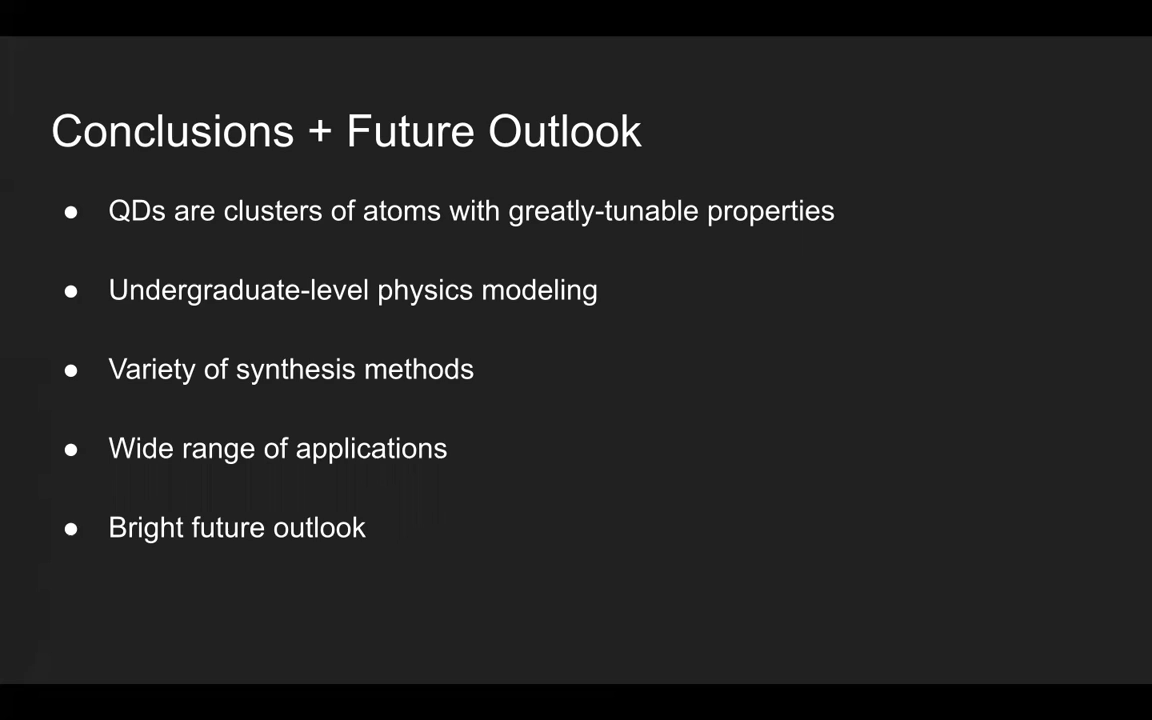 Conclusions + Future Outlook
● QDs are clusters of atoms with greatly-tunable properties
● Undergraduate-level physics modeling
● Variety of synthesis methods
● Wide range of applications
● Bright future outlook